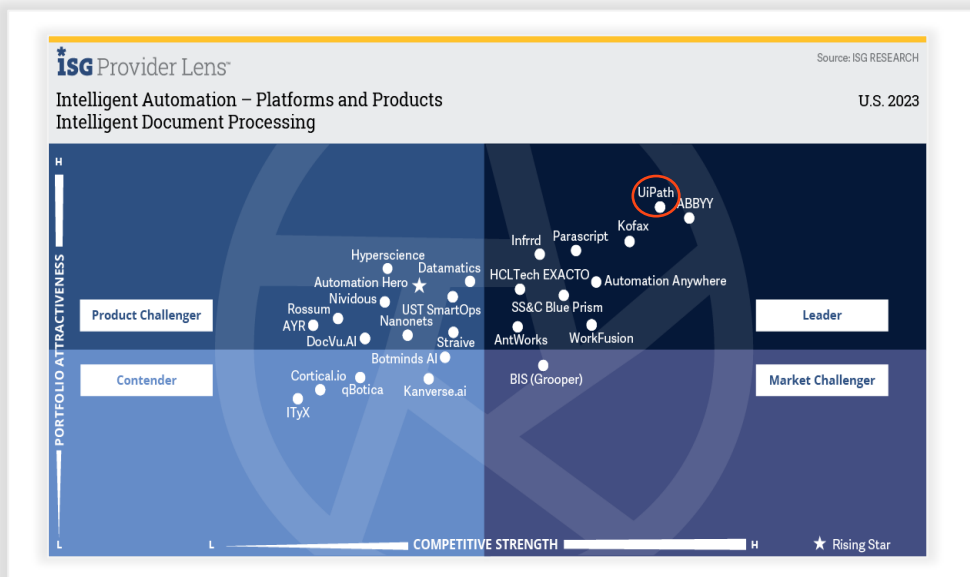 ISG Provider Lens™
Source: ISG RESEARCH
Intelligent Automation – Platforms and Products
Intelligent Document Processing
U.S. 2023
H
PORTFOLIO ATTRACTIVENESS
L
UiPath
ABBYY
Kofax
Parascript
Infrrd
Hyperscience
Datamatics
HCLTech EXACTO
Automation Anywhere
Automation Hero
Nividous
UST SmartOps
SS&C Blue Prism
Rossum
Nanonets
AYR
DocVu.AI
Straive
AntWorks
WorkFusion
Product Challenger
Leader
Botminds AI
Contender
Cortical.io
qBotica
Kanverse.ai
BIS (Grooper)
Market Challenger
ITyX
L
COMPETITIVE STRENGTH
H
Rising Star